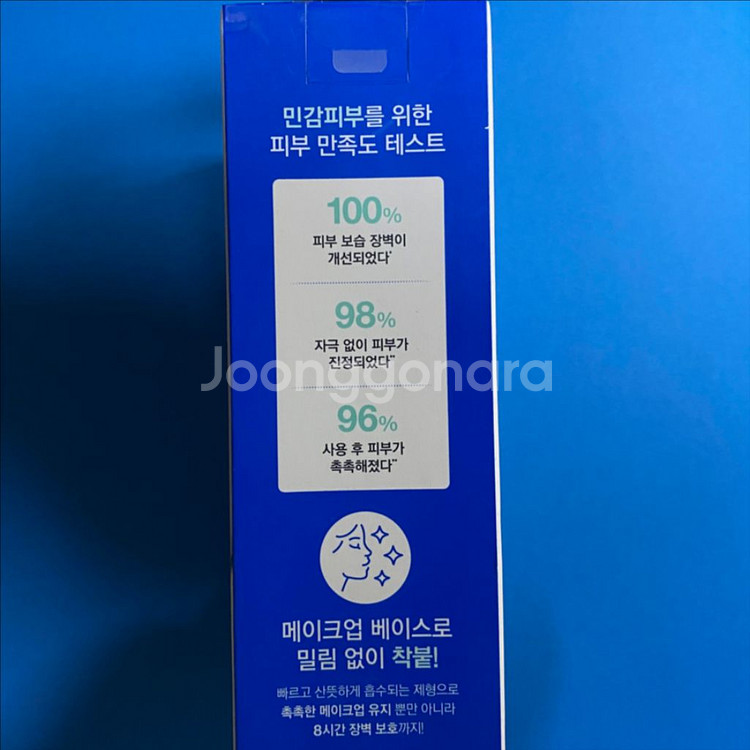 민감피부를 위한
피부 만족도 테스트
100%
피부 보습 장벽이
개선되었다*
98%
자극 없이 피부가
진정되었다**
Joonggonara
96%
사용 후 피부가
촉촉해졌다**
메이크업 베이스로
밀림 없이 착붙!
빠르고 산뜻하게 흡수되는 제형으로
촉촉한 메이크업 유지 뿐만 아니라
8시간 장벽 보호까지!